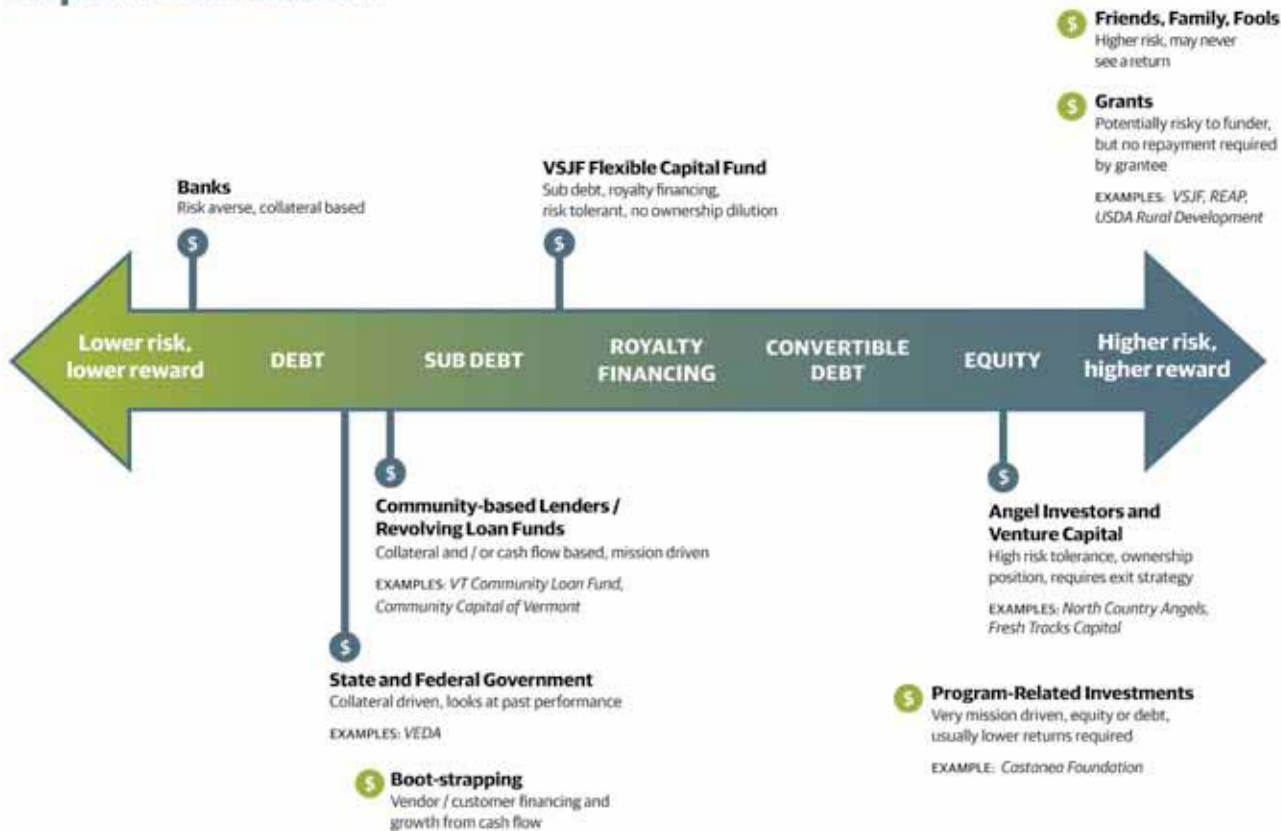 $ Friends, Family, Fools
Higher risk, may never
see a return
$ Grants
Potentially risky to funder,
but no repayment required
by grantee
EXAMPLES: VSJF, REAP,
USDA Rural Development
VSJF Flexible Capital Fund
Sub debt, royalty financing,
risk tolerant, no ownership dilution
$
Banks
Risk averse, collateral based
$
Lower risk,
lower reward
DEBT
SUB DEBT
ROYALTY
FINANCING
CONVERTIBLE
DEBT
EQUITY
Higher risk,
higher reward
$
Community-based Lenders /
Revolving Loan Funds
Collateral and / or cash flow based, mission driven
EXAMPLES: VT Community Loan Fund,
Community Capital of Vermont
$
Angel Investors and
Venture Capital
High risk tolerance, ownership
position, requires exit strategy
EXAMPLES: North Country Angels,
Fresh Tracks Capital
$
State and Federal Government
Collateral driven, looks at past performance
EXAMPLES: VEDA
$ Program-Related Investments
Very mission driven, equity or debt,
usually lower returns required
EXAMPLE: Castanea Foundation
$ Boot-strapping
Vendor / customer financing and
growth from cash flow